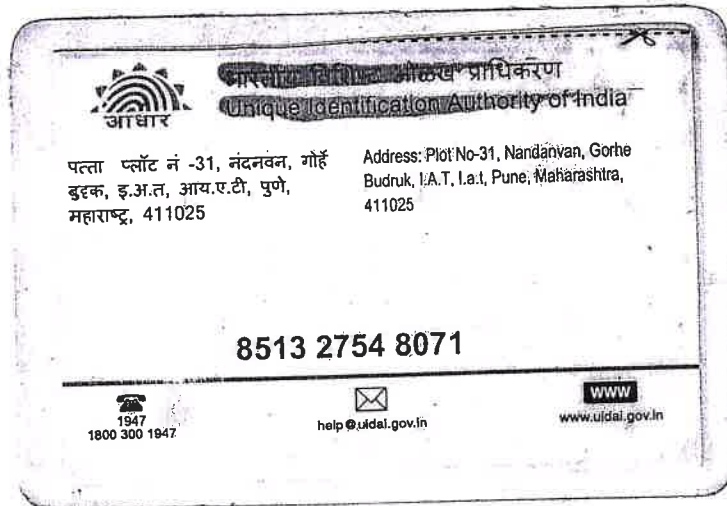 भारतीय विशिष्ट ओळख प्राधिकरण
Unique Identification Authority of India
आधार
पत्ता प्लॉट नं -31, नंदनवन, गोर्हे
बुद्रुक, इ.अ.त, आय.ए.टी, पुणे,
महाराष्ट्र, 411025
Address: Plot No-31, Nandanvan, Gorhe
Budruk, I.A.T, I.a.t, Pune, Maharashtra,
411025
8513 2754 8071
1947
1800 300 1947
help@uidai.gov.in
WWW
www.uidai.gov.in